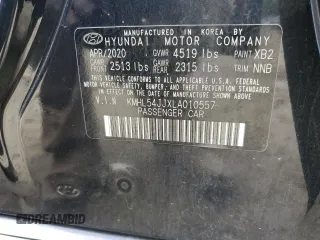 MANUFACTURED IN KOREA BY
HYUNDAI MOTOR COMPANY
APR/2020 GVWR 4519 lbs PAINT XB2
GAWR FRONT 2513 lbs GAWR REAR 2315 lbs TRIM NNB
THIS VEHICLE CONFORMS TO ALL APPLICABLE U.S.A FEDERAL
MOTOR VEHICLE SAFETY, BUMPER, AND THEFT PREVENTION STANDARDS
IN EFFECT ON THE DATE OF MANUFACTURE SHOWN ABOVE.
V.I.N KMHL54JJXLA010557
PASSENGER CAR
AutoBidMaster